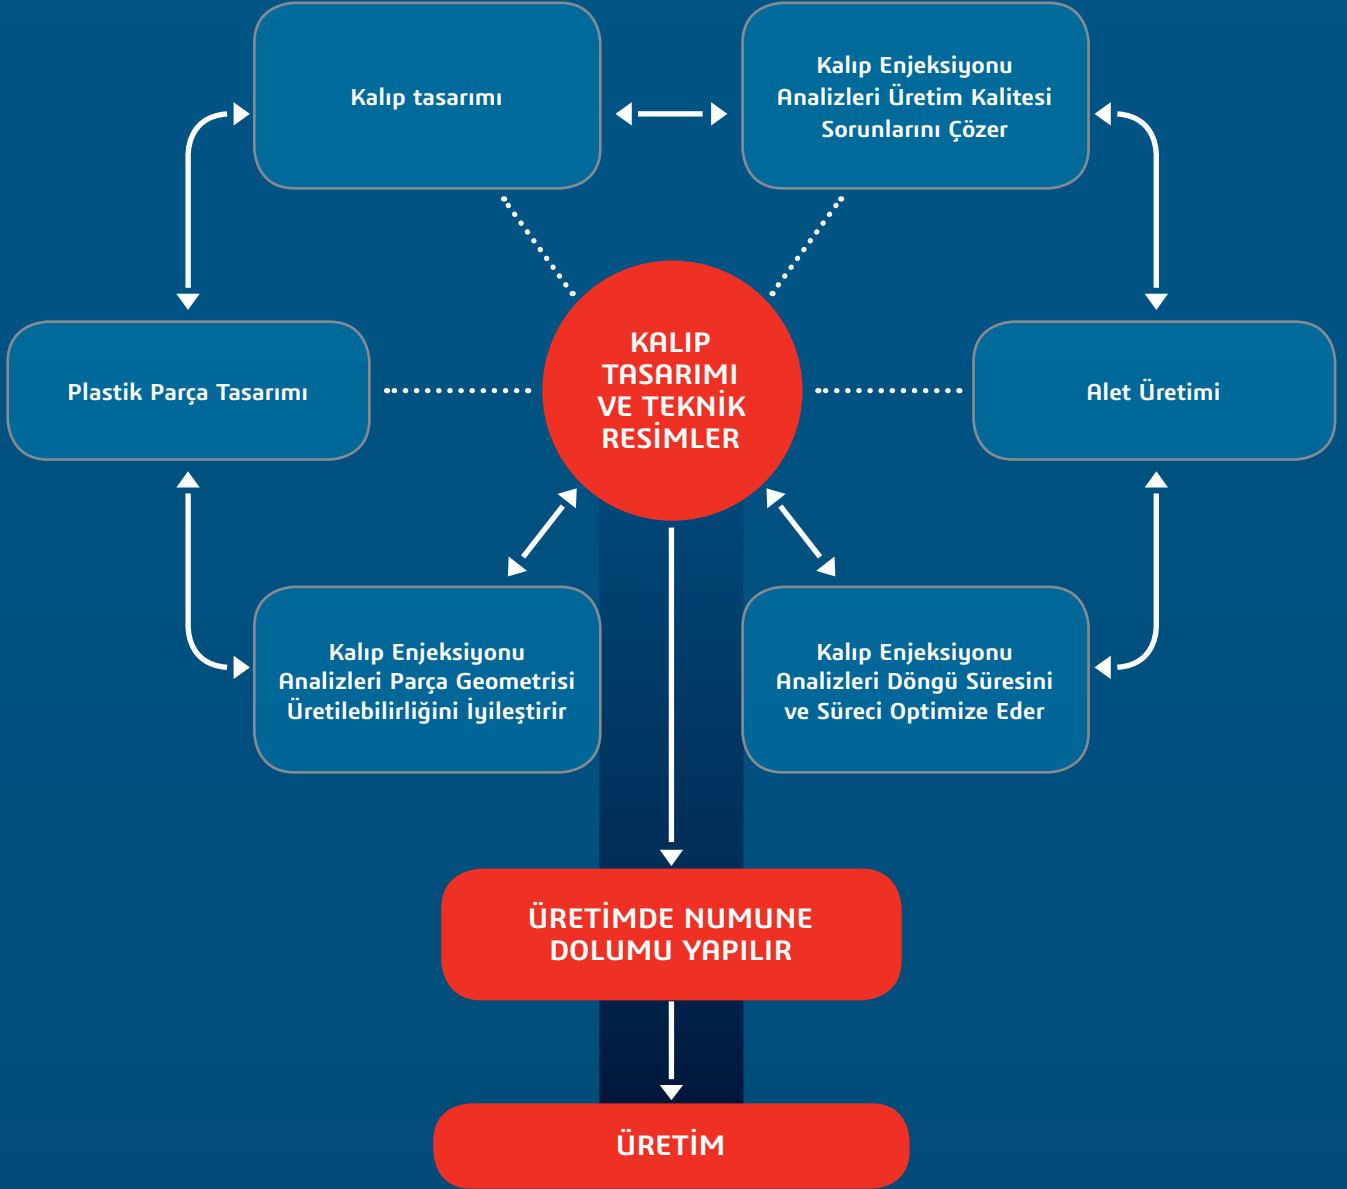 Kalıp tasarımı
Kalıp Enjeksiyonu
Analizleri Üretim Kalitesi
Sorunlarını Çözer
Plastik Parça Tasarımı
KALIP
TASARIMI
VE TEKNİK
RESİMLER
Alet Üretimi
Kalıp Enjeksiyonu
Analizleri Parça Geometrisi
Üretilebilirliğini İyileştirir
Kalıp Enjeksiyonu
Analizleri Döngü Süresini
ve Süreci Optimize Eder
ÜRETİMDE NUMUNE
DOLUMU YAPILIR
ÜRETİM